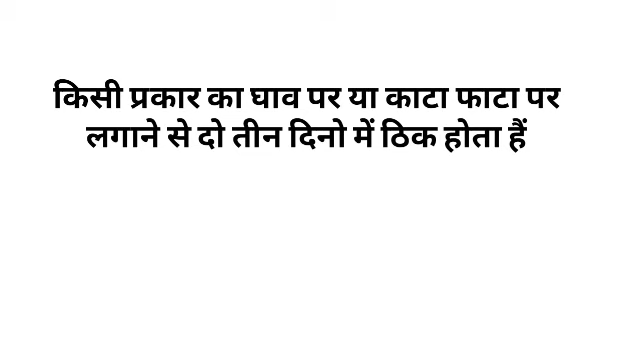 किसी प्रकार का घाव पर या काटा फाटा पर
लगाने से दो तीन दिनो में ठिक होता हैं